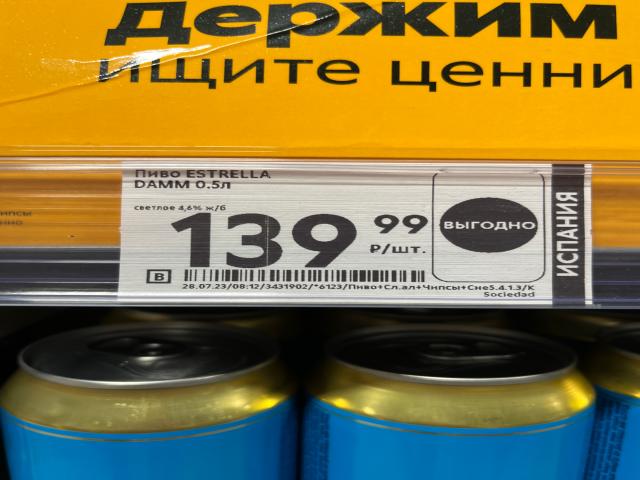 держим
ищите ценни
Пиво ESTRELLA
DAMM 0.5л
светлое 4,6% ж/б
139 99
₽/шт.
ВЫГОДНО
ИСПАНИЯ
B
28.07.23/08:12/3431902/*6123/Пиво+Сл.ал+Чипсы+Сне5.4.1.3/К
Sociedad